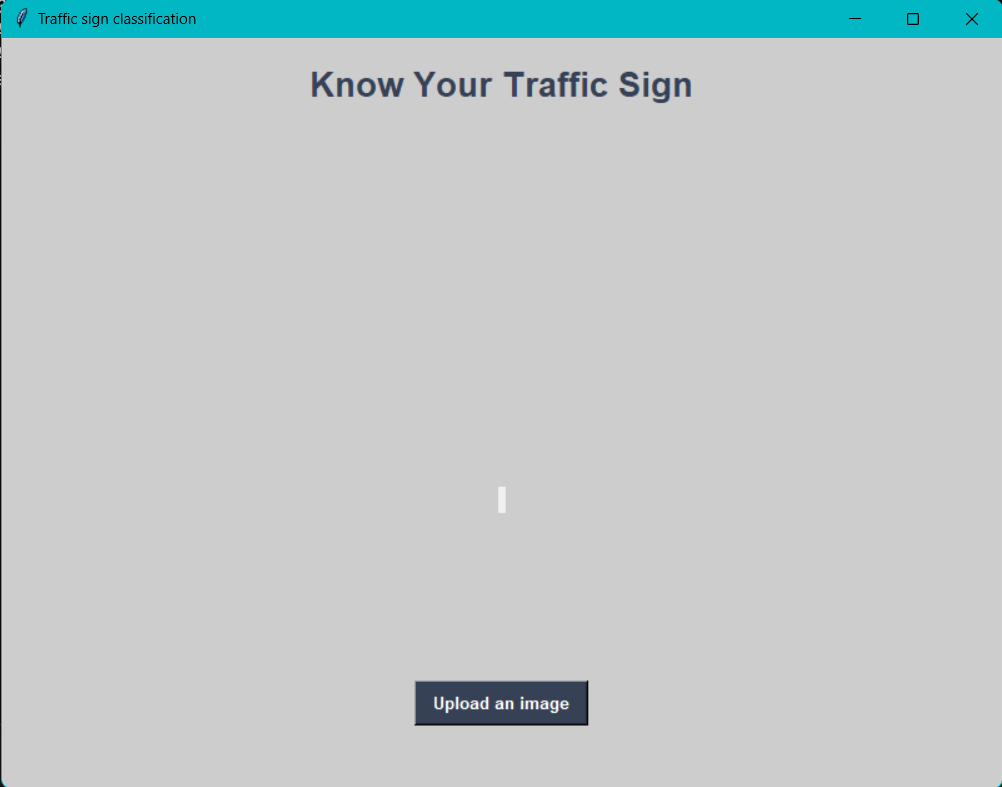 Traffic sign classification
Know Your Traffic Sign
Upload an image